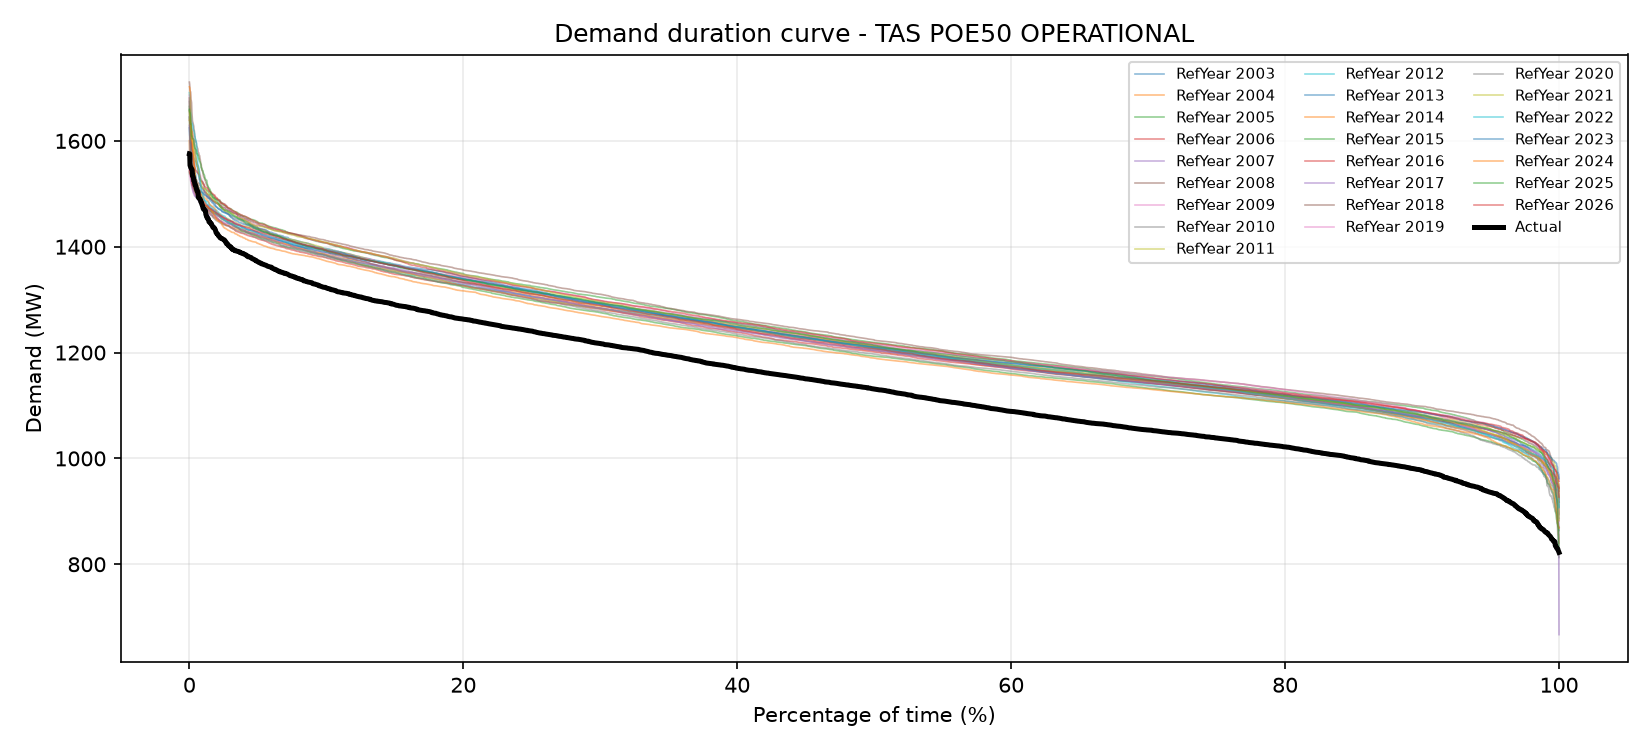 Demand duration curve - TAS POE50 OPERATIONAL
Demand (MW)
1600
1400
1200
1000
800
RefYear 2003
RefYear 2004
RefYear 2005
RefYear 2006
RefYear 2007
RefYear 2008
RefYear 2009
RefYear 2010
RefYear 2011
RefYear 2012
RefYear 2013
RefYear 2014
RefYear 2015
RefYear 2016
RefYear 2017
RefYear 2018
RefYear 2019
RefYear 2020
RefYear 2021
RefYear 2022
RefYear 2023
RefYear 2024
RefYear 2025
RefYear 2026
Actual
0
20
40
60
80
100
Percentage of time (%)